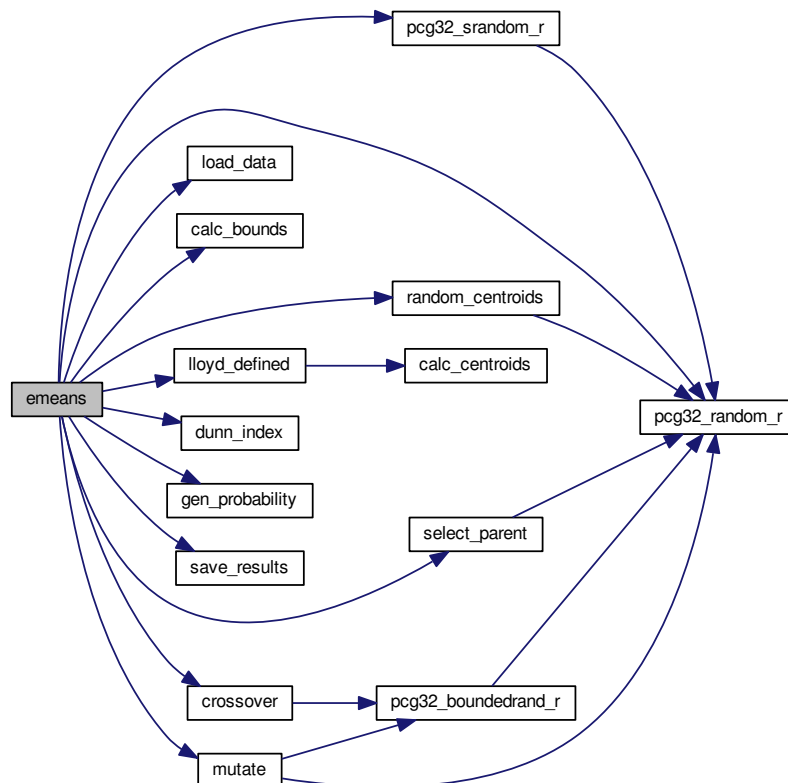 pcg32_srandom_r
load_data
calc_bounds
random_centroids
lloyd_defined
calc_centroids
emeans
pcg32_random_r
dunn_index
gen_probability
select_parent
save_results
crossover
pcg32_boundedrand_r
mutate